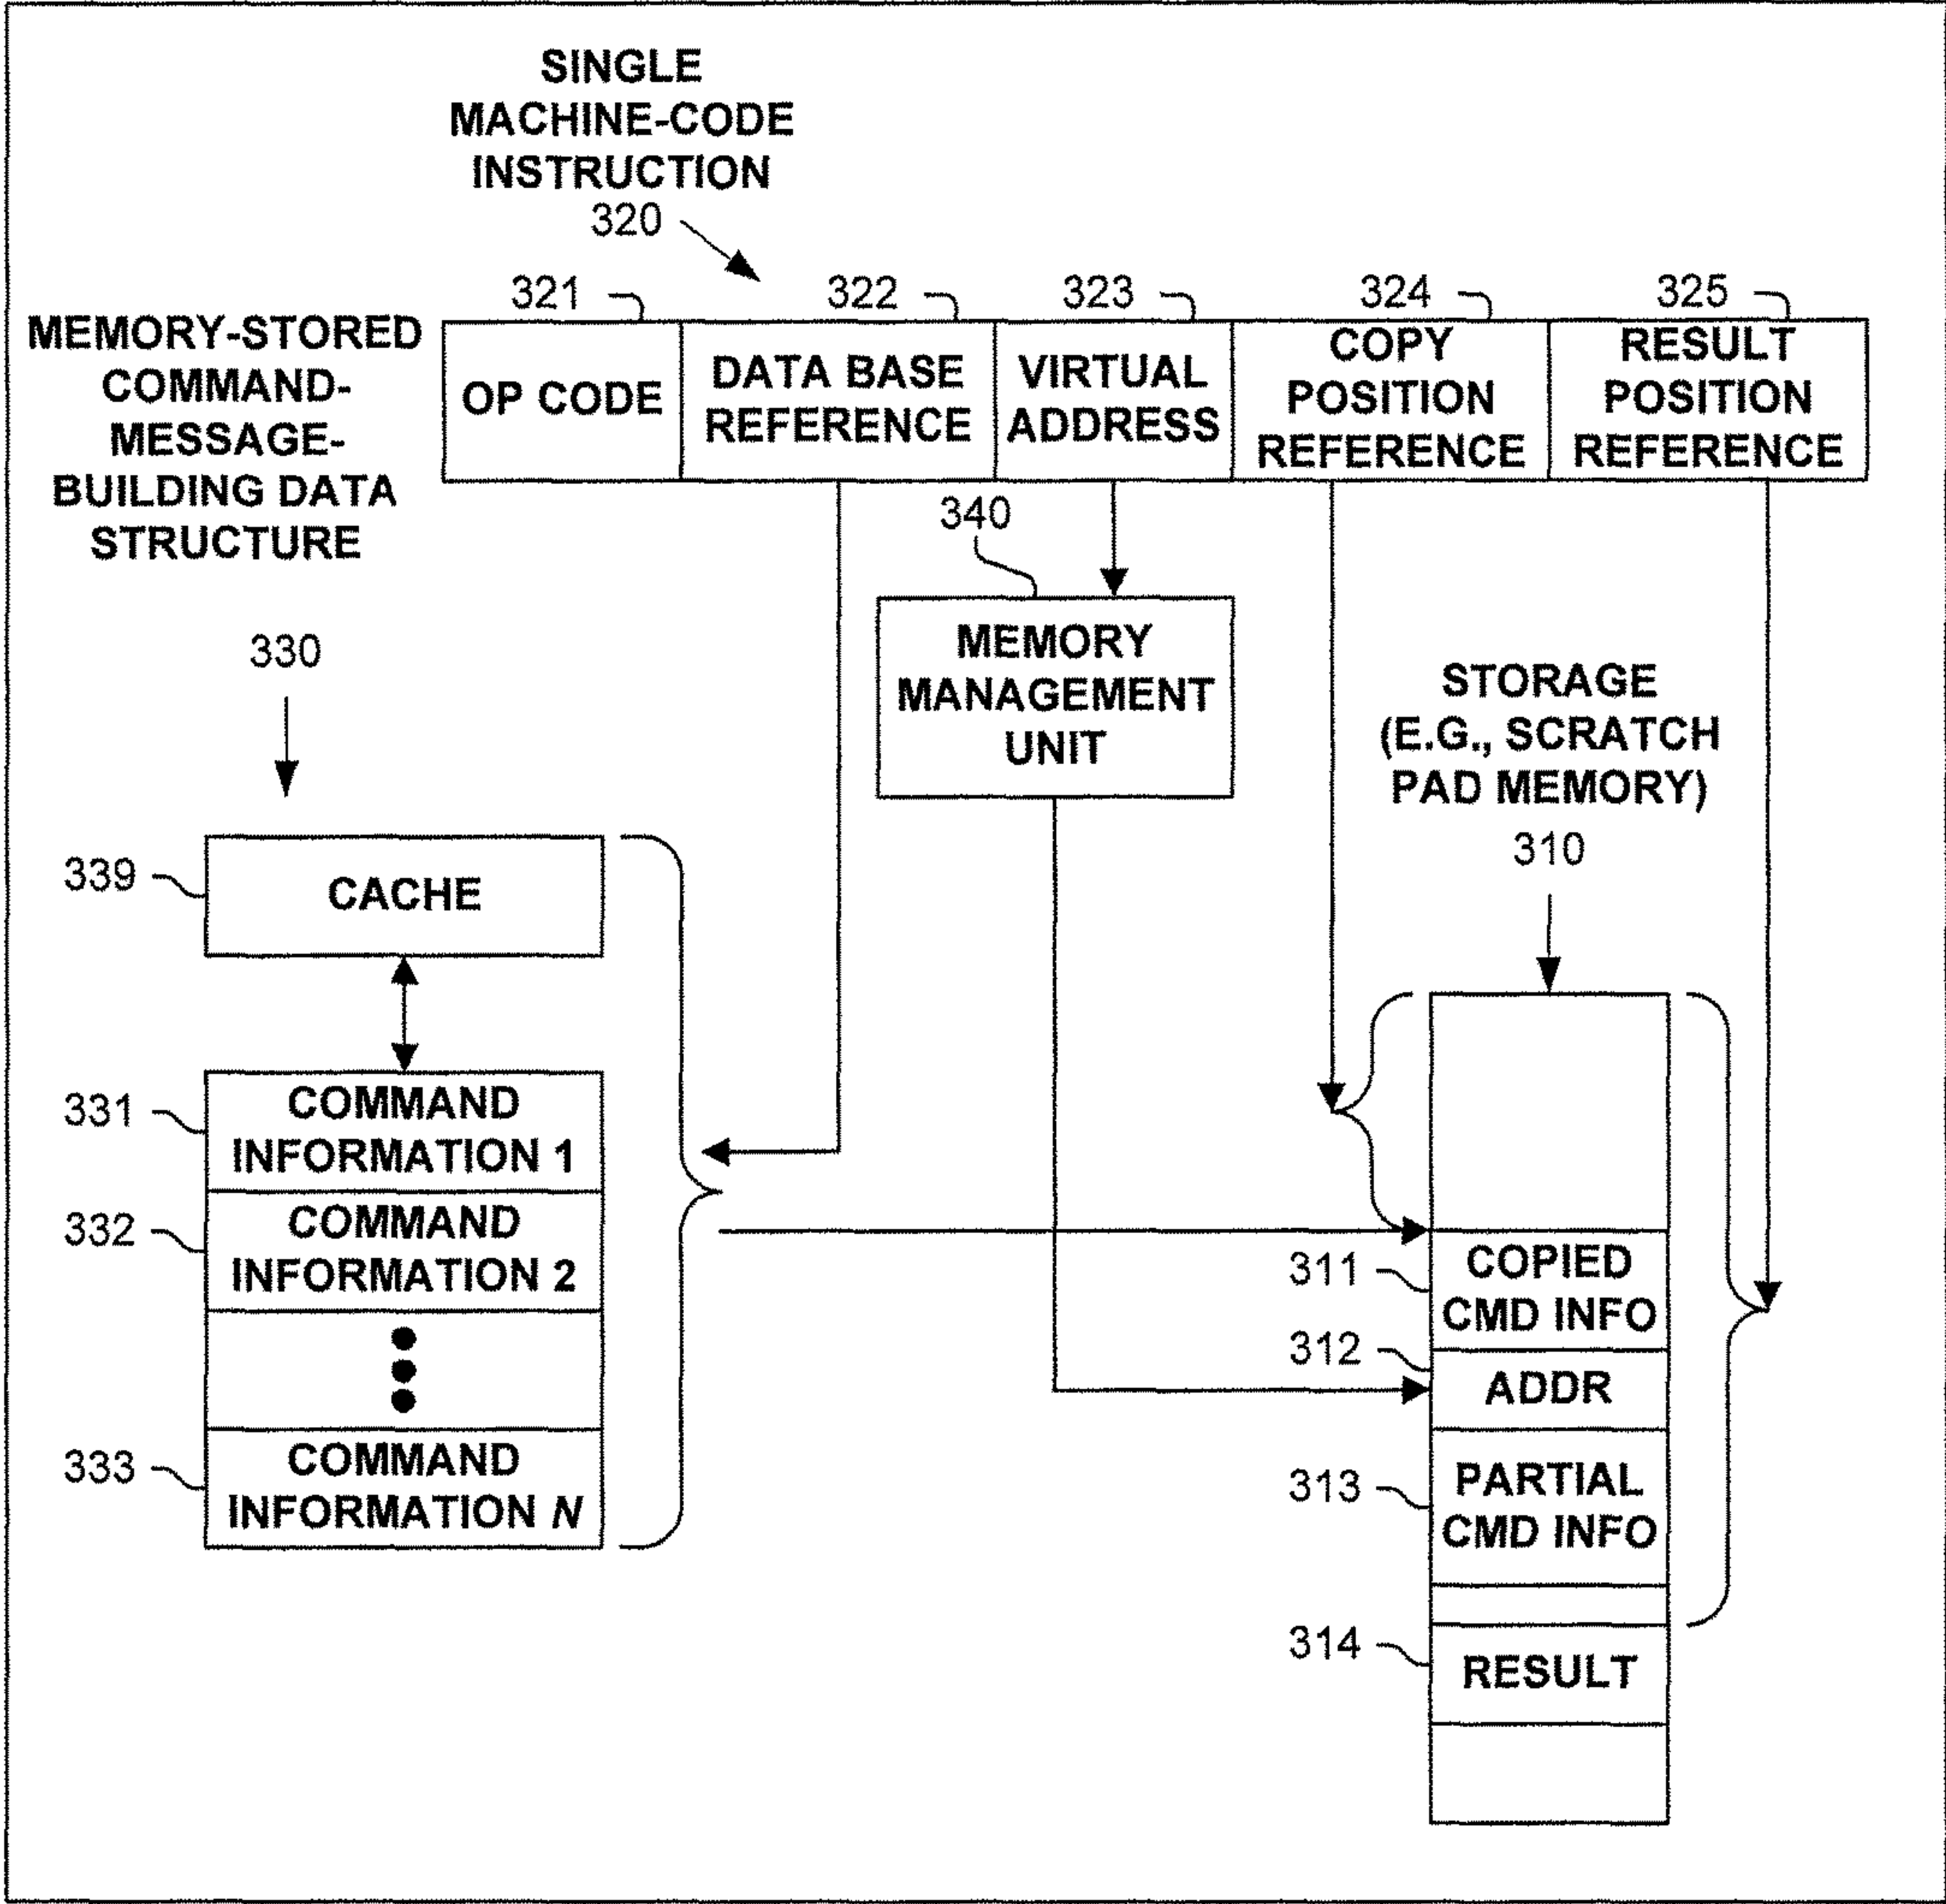 SINGLE
MACHINE-CODE
INSTRUCTION
320
321
322
323
324
325
MEMORY-STORED
COMMAND-
MESSAGE-
BUILDING DATA
STRUCTURE
OP CODE
DATA BASE
REFERENCE
VIRTUAL
ADDRESS
COPY
POSITION
REFERENCE
RESULT
POSITION
REFERENCE
340
MEMORY
MANAGEMENT
UNIT
330
STORAGE
(E.G., SCRATCH
PAD MEMORY)
310
339
CACHE
331
COMMAND
INFORMATION 1
332
COMMAND
INFORMATION 2
333
COMMAND
INFORMATION N
311
COPIED
CMD INFO
312
ADDR
313
PARTIAL
CMD INFO
314
RESULT